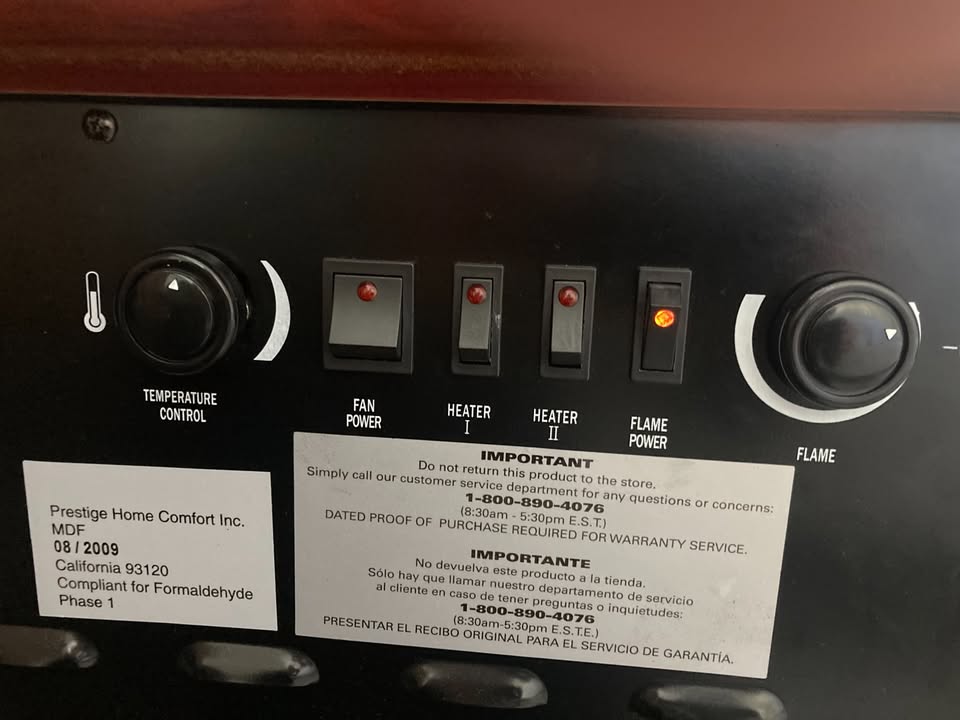 TEMPERATURE
CONTROL
FAN
POWER
HEATER
I
HEATER
II
FLAME
POWER
FLAME
Prestige Home Comfort Inc.
MDF
08 / 2009
California 93120
Compliant for Formaldehyde
Phase 1
IMPORTANT
Do not return this product to the store.
Simply call our customer service department for any questions or concerns:
1-800-890-4076
(8:30am - 5:30pm E.S.T.)
DATED PROOF OF PURCHASE REQUIRED FOR WARRANTY SERVICE.
IMPORTANTE
No devuelva este producto a la tienda.
Sólo hay que llamar nuestro departamento de servicio
al cliente en caso de tener preguntas o inquietudes:
1-800-890-4076
(8:30am-5:30pm E.S.T.E.)
PRESENTAR EL RECIBO ORIGINAL PARA EL SERVICIO DE GARANTÍA.